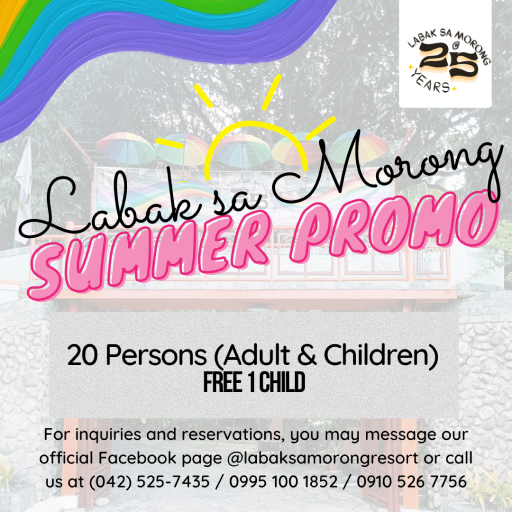 LABAK SA MORONG
@
25
YEARS
Labak sa Morong
SUMMER PROMO
20 Persons (Adult & Children)
FREE 1 CHILD
For inquiries and reservations, you may message our
official Facebook page @labaksamorongresort or call
us at (042) 525-7435 / 0995 100 1852 / 0910 526 7756